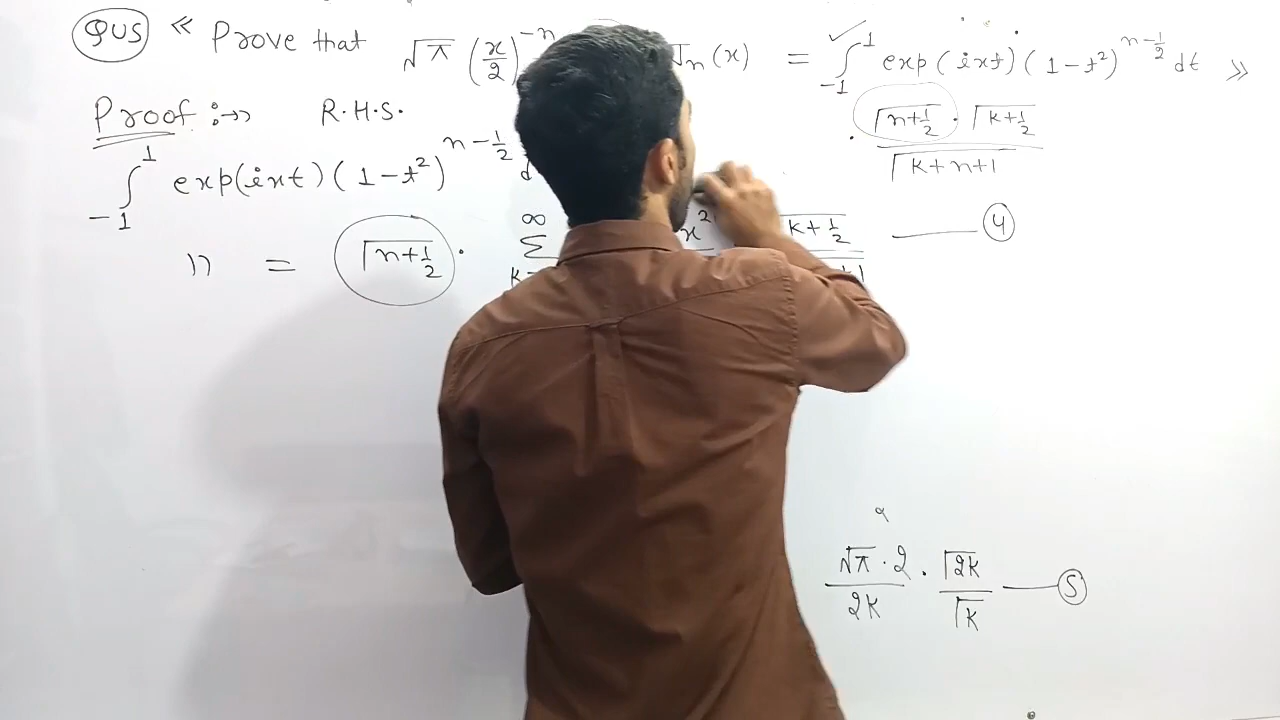 QUS « Prove that √π (x/2)^-n Jn(x) = ∫_-1^1 exp(ixt)(1-t²)^n-1/2 dt »
Proof :→ R.H.S.
∫_-1^1 exp(ixt)(1-t²)^n-1/2 d · Γn+1/2 · Γk+1/2 / Γk+n+1
" = Γn+1/2 · ∑^∞ x² Γk+1/2 — 4
√π · 2 / 2k · Γ2k / Γk — 5